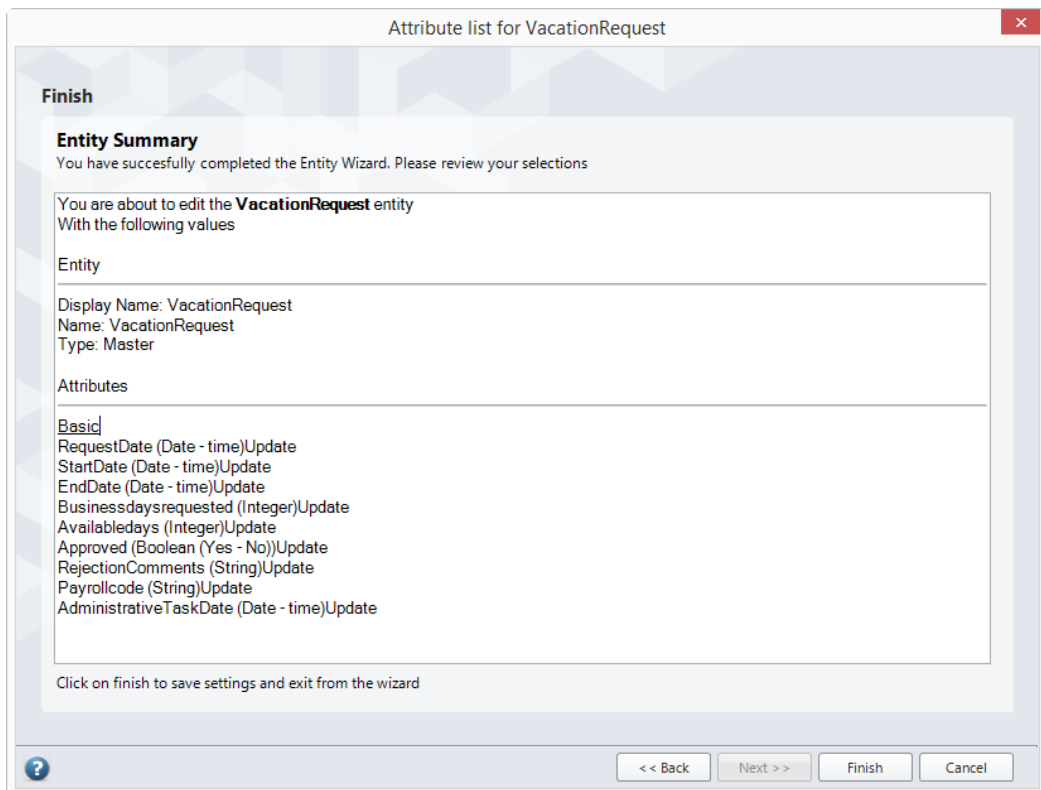 Attribute list for VacationRequest
×
Finish
Entity Summary
You have succesfully completed the Entity Wizard. Please review your selections
You are about to edit the VacationRequest entity
With the following values
Entity
Display Name: VacationRequest
Name: VacationRequest
Type: Master
Attributes
Basic
RequestDate (Date - time)Update
StartDate (Date - time)Update
EndDate (Date - time)Update
Businessdaysrequested (Integer)Update
Availabledays (Integer)Update
Approved (Boolean (Yes - No))Update
RejectionComments (String)Update
Payrollcode (String)Update
AdministrativeTaskDate (Date - time)Update
Click on finish to save settings and exit from the wizard
? << Back Next >> Finish Cancel